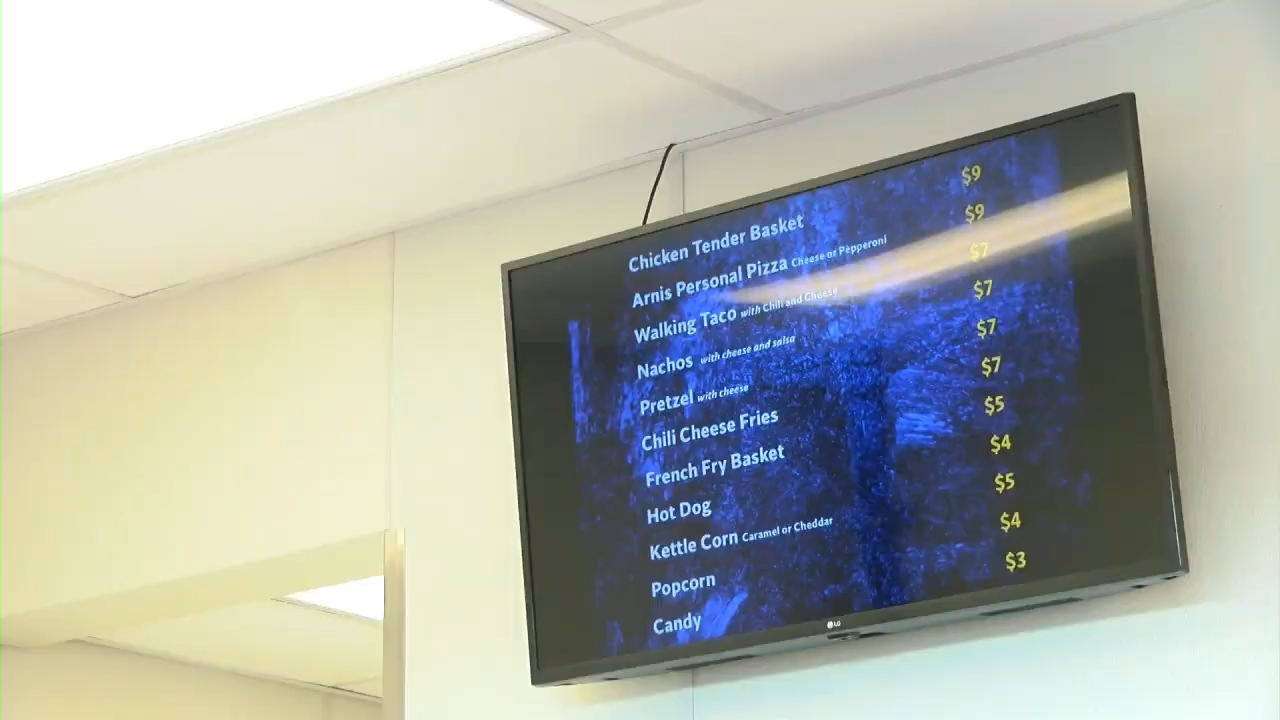 Chicken Tender Basket $9
Arnis Personal Pizza Cheese or Pepperoni $9
Walking Taco with Chili and Cheese $7
Nachos with cheese and salsa $7
Pretzel with cheese $7
Chili Cheese Fries $7
French Fry Basket $5
Hot Dog $4
Kettle Corn Caramel or Cheddar $5
Popcorn $4
Candy $3
LG